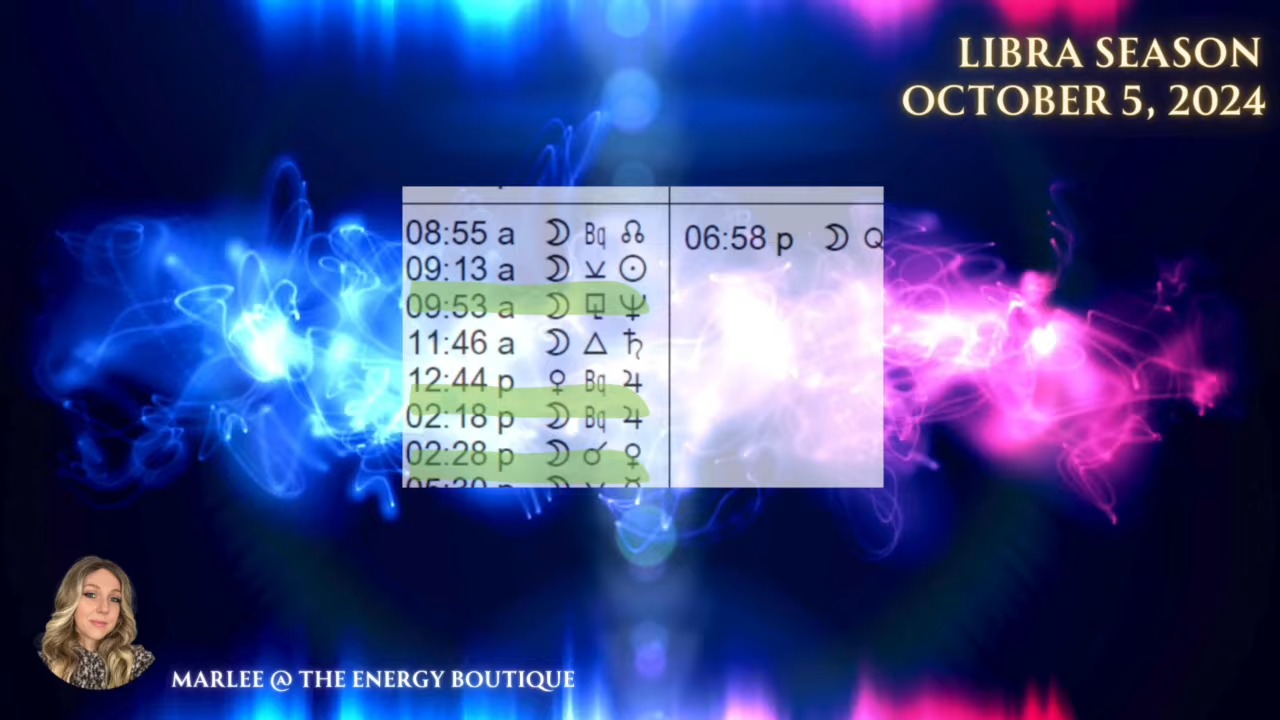 LIBRA SEASON
OCTOBER 5, 2024
08:55 a ☽ Bq ☊
09:13 a ☽ ⚺ ☉
09:53 a ☽ ⚼ ♆
11:46 a ☽ △ ♄
12:44 p ♀ Bq ♃
02:18 p ☽ Bq ♃
02:28 p ☽ ☌ ♀
06:58 p ☽ Q
MARLEE @ THE ENERGY BOUTIQUE